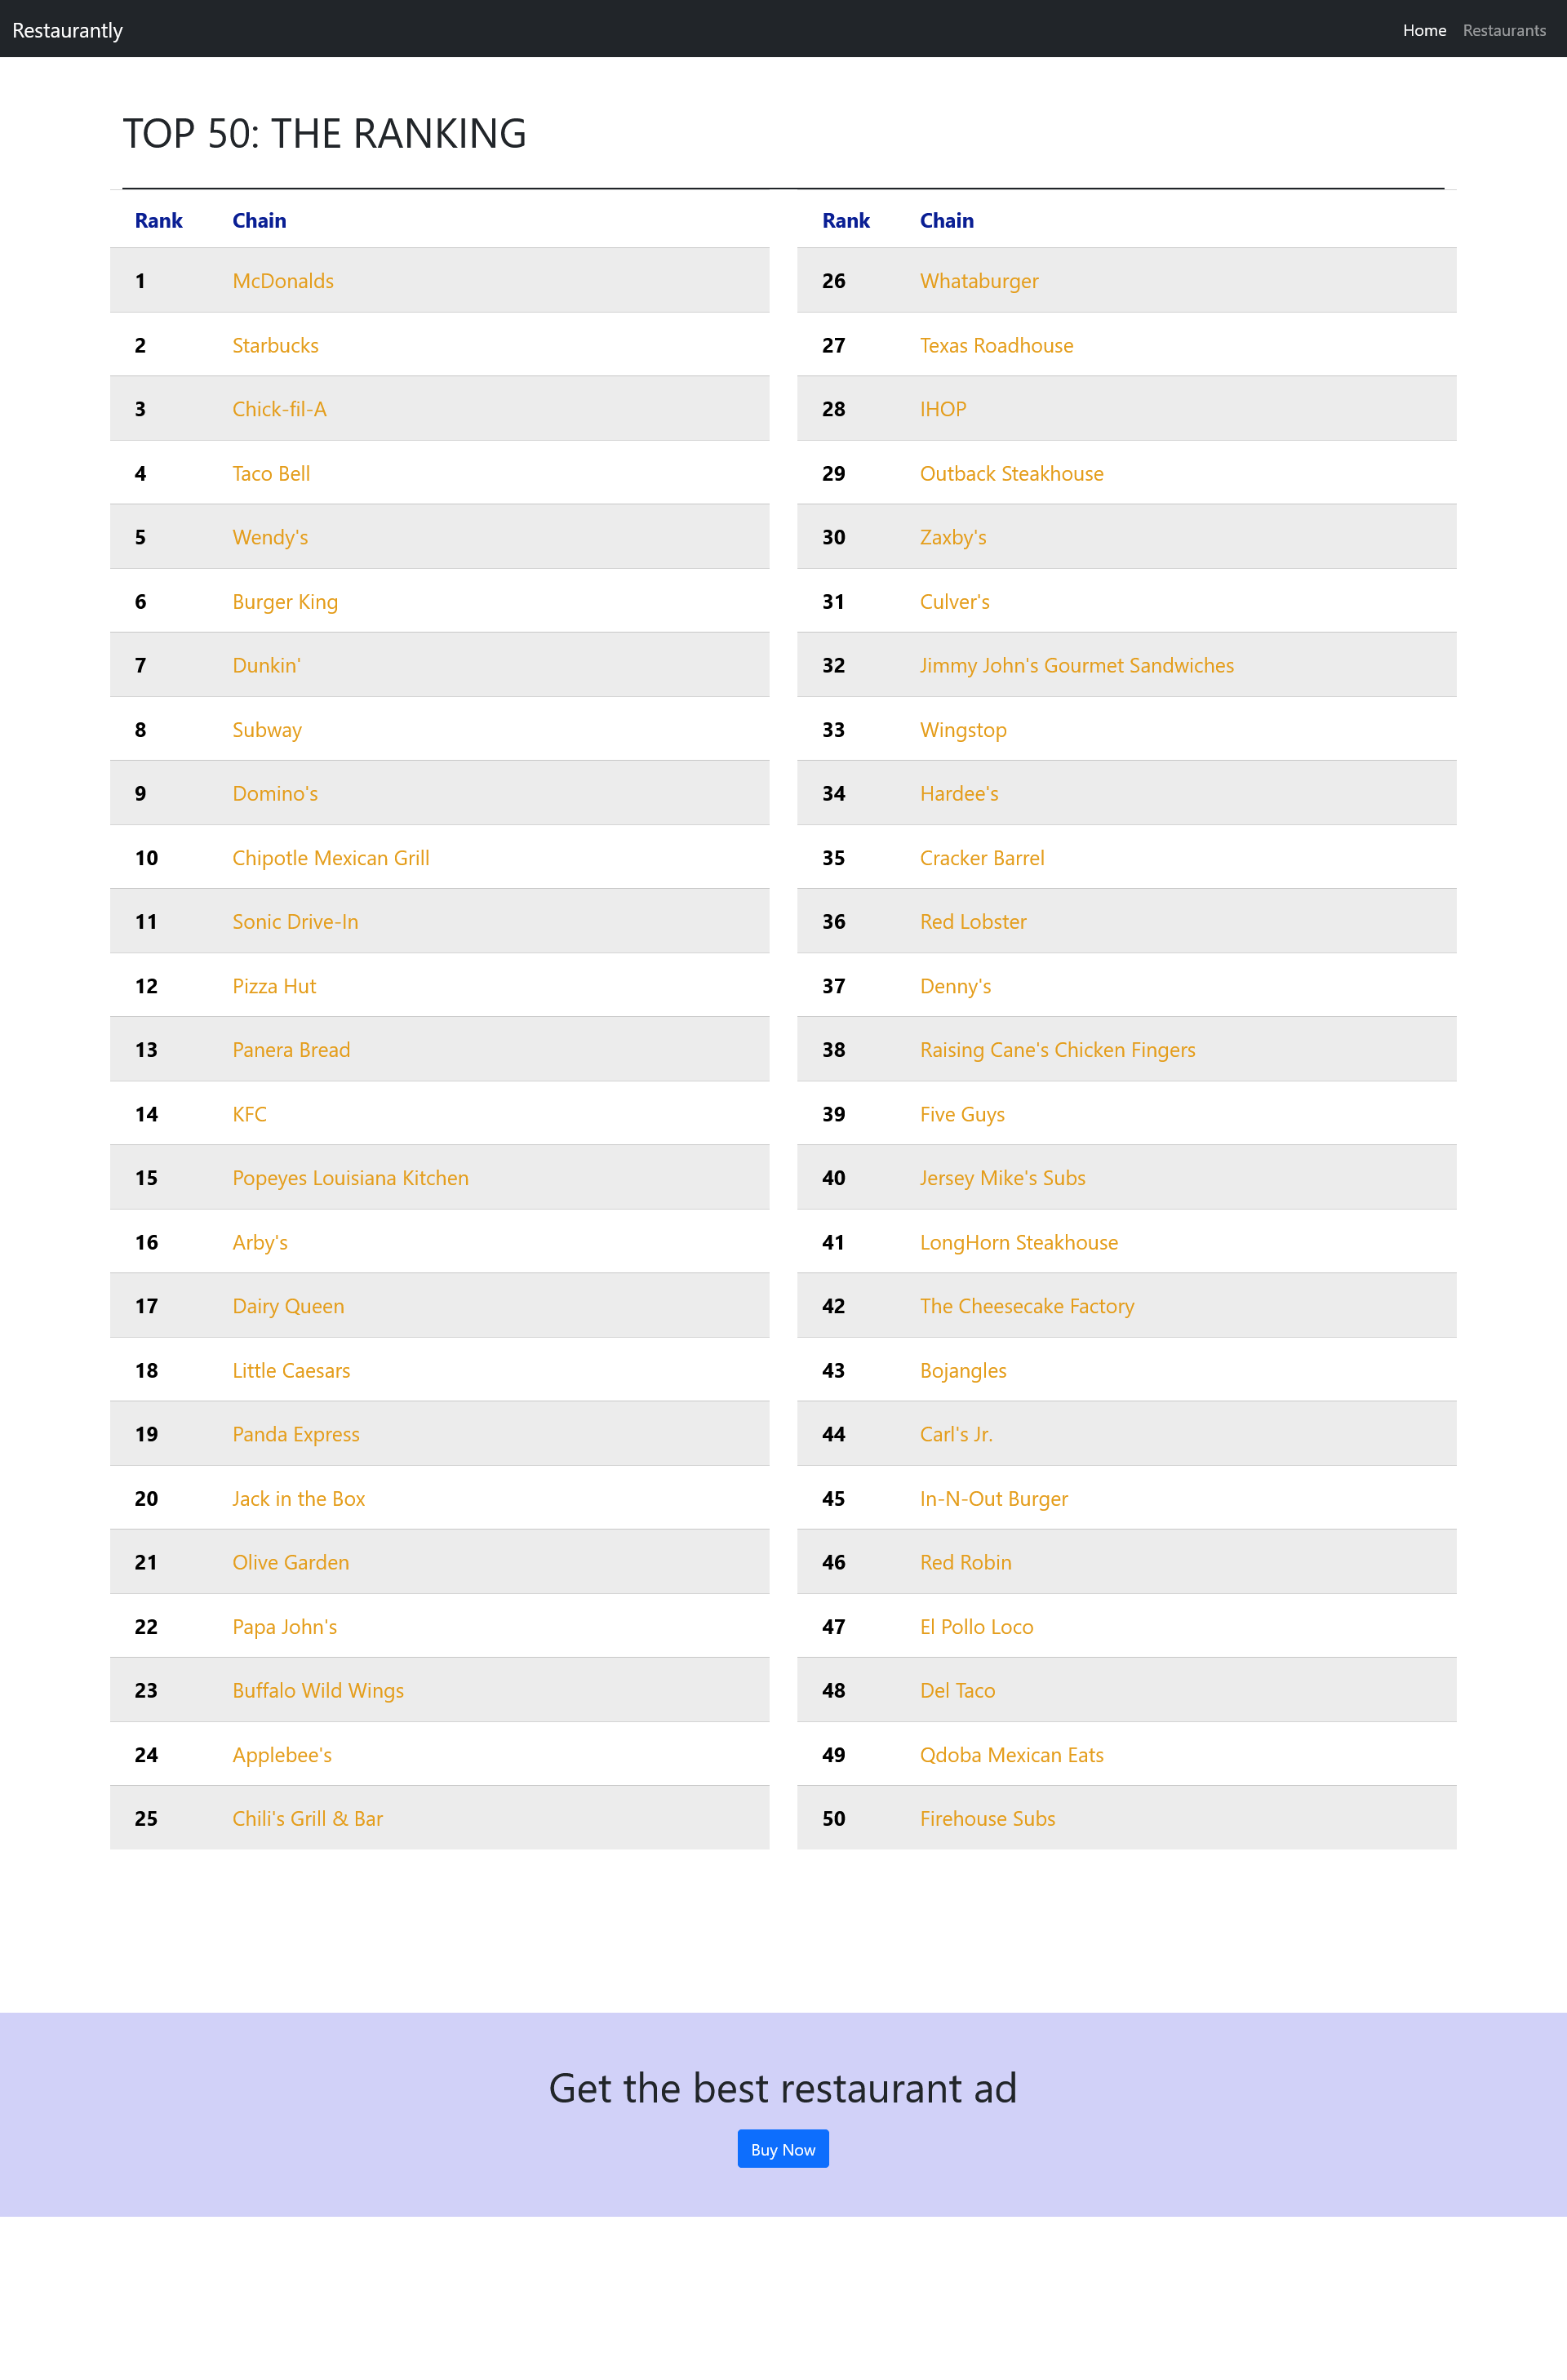 Restaurantly
Home Restaurants
TOP 50: THE RANKING
Rank Chain
1 McDonalds
2 Starbucks
3 Chick-fil-A
4 Taco Bell
5 Wendy's
6 Burger King
7 Dunkin'
8 Subway
9 Domino's
10 Chipotle Mexican Grill
11 Sonic Drive-In
12 Pizza Hut
13 Panera Bread
14 KFC
15 Popeyes Louisiana Kitchen
16 Arby's
17 Dairy Queen
18 Little Caesars
19 Panda Express
20 Jack in the Box
21 Olive Garden
22 Papa John's
23 Buffalo Wild Wings
24 Applebee's
25 Chili's Grill & Bar
Rank Chain
26 Whataburger
27 Texas Roadhouse
28 IHOP
29 Outback Steakhouse
30 Zaxby's
31 Culver's
32 Jimmy John's Gourmet Sandwiches
33 Wingstop
34 Hardee's
35 Cracker Barrel
36 Red Lobster
37 Denny's
38 Raising Cane's Chicken Fingers
39 Five Guys
40 Jersey Mike's Subs
41 LongHorn Steakhouse
42 The Cheesecake Factory
43 Bojangles
44 Carl's Jr.
45 In-N-Out Burger
46 Red Robin
47 El Pollo Loco
48 Del Taco
49 Qdoba Mexican Eats
50 Firehouse Subs
Get the best restaurant ad
Buy Now